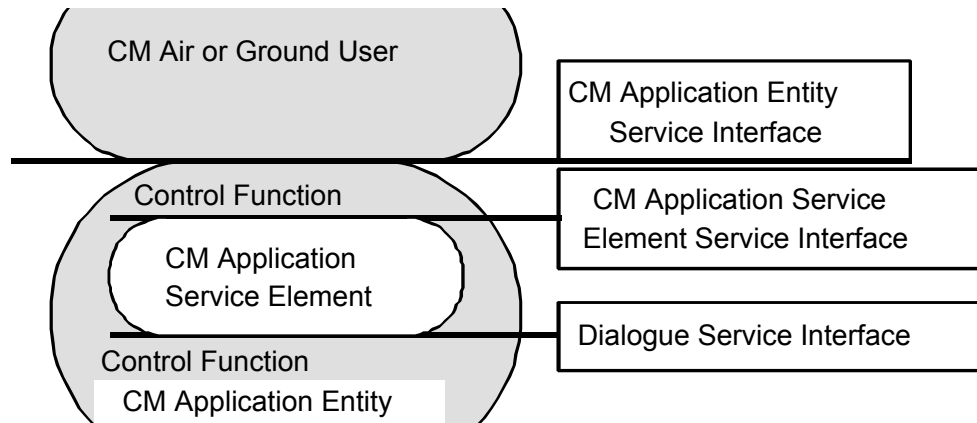 CM Air or Ground User
CM Application Entity
Service Interface
Control Function
CM Application Service
Element Service Interface
CM Application
Service Element
Dialogue Service Interface
Control Function
CM Application Entity